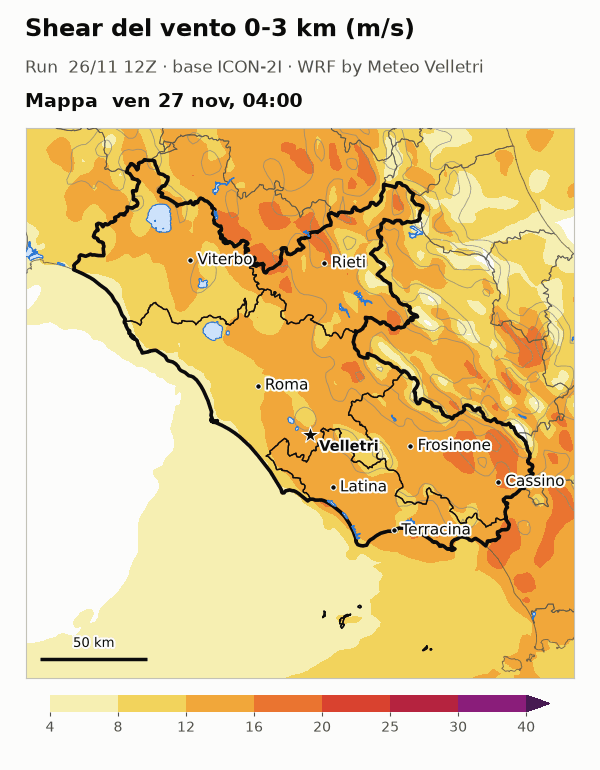 Shear del vento 0-3 km (m/s)
Run  26/11 12Z · base ICON-2I · WRF by Meteo Velletri
Mappa  ven 27 nov, 04:00
Viterbo
Rieti
Roma
Velletri
Frosinone
Cassino
Latina
Terracina
50 km
4 8 12 16 20 25 30 40